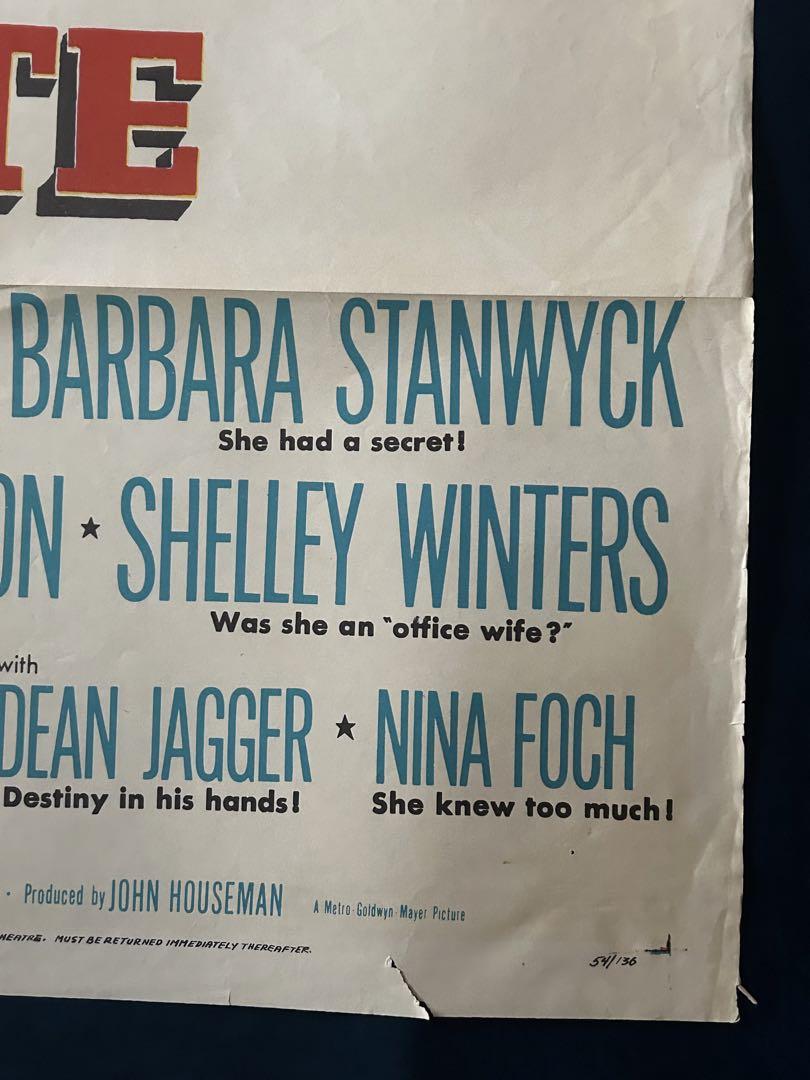 TE
BARBARA STANWYCK
She had a secret!
ON ★ SHELLEY WINTERS
Was she an "office wife?"
with
DEAN JAGGER ★ NINA FOCH
Destiny in his hands! She knew too much!
· Produced by JOHN HOUSEMAN A Metro-Goldwyn-Mayer Picture
HEATRE. MUST BE RETURNED IMMEDIATELY THEREAFTER.
54/136